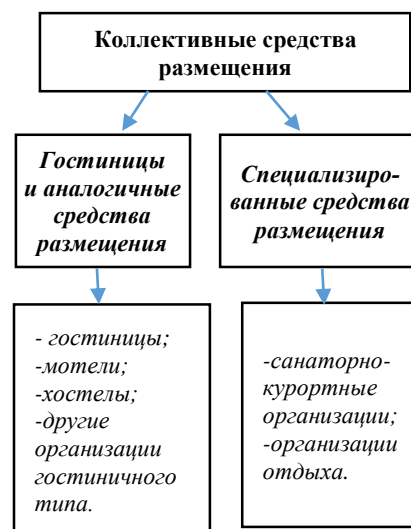 Коллективные средства
размещения
Гостиницы
и аналогичные
средства
размещения
Специализиро-
ванные средства
размещения
- гостиницы;
-мотели;
-хостелы;
-другие
организации
гостиничного
типа.
-санаторно-
курортные
организации;
-организации
отдыха.